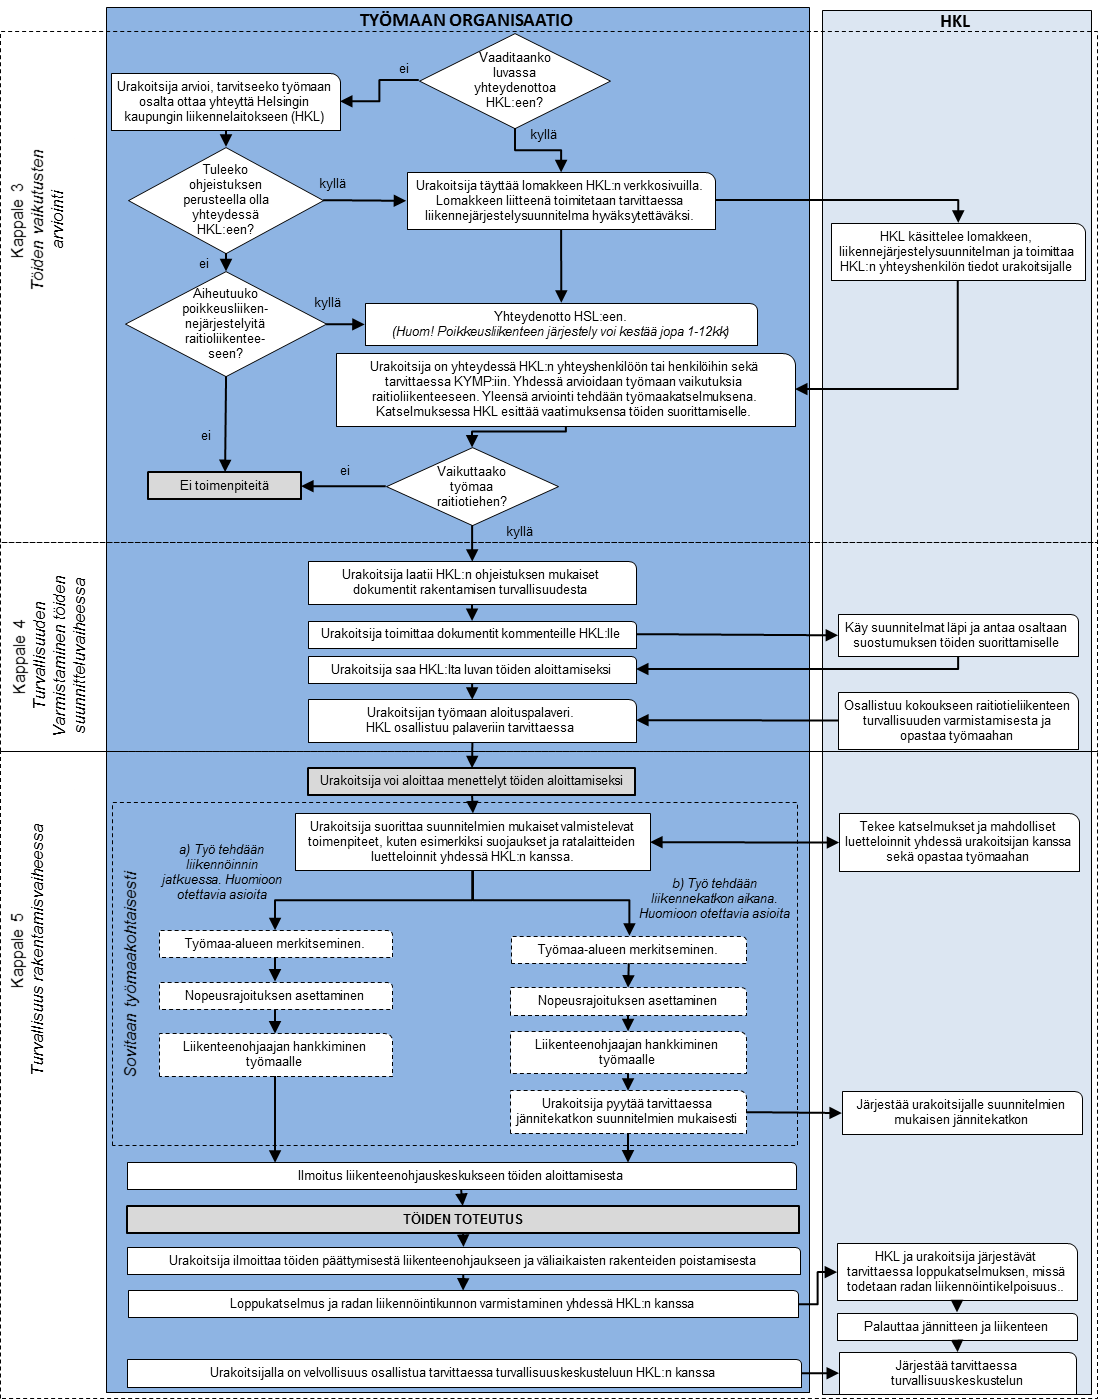 TYÖMAAN ORGANISAATIO
HKL
Kappale 3
Töiden vaikutusten
arviointi
Vaaditaanko
luvassa
yhteydenottoa
HKL:een?
ei
kyllä
Urakoitsija arvioi, tarvitseeko työmaan
osalta ottaa yhteyttä Helsingin
kaupungin liikennelaitokseen (HKL)
Tuleeko
ohjeistuksen
perusteella olla
yhteydessä
HKL:een?
kyllä
ei
Urakoitsija täyttää lomakkeen HKL:n verkkosivuilla.
Lomakkeen liitteenä toimitetaan tarvittaessa
liikennejärjestelysuunnitelma hyväksytettäväksi.
HKL käsittelee lomakkeen,
liikennejärjestelysuunnitelman ja toimittaa
HKL:n yhteyshenkilön tiedot urakoitsijalle
Aiheutuuko
poikkeusliiken-
nejärjestelyitä
raitioliikentee-
seen?
kyllä
ei
Yhteydenotto HSL:een.
(Huom! Poikkeusliikenteen järjestely voi kestää jopa 1-12kk)
Urakoitsija on yhteydessä HKL:n yhteyshenkilöön tai henkilöihin sekä
tarvittaessa KYMP:iin. Yhdessä arvioidaan työmaan vaikutuksia
raitioliikenteeseen. Yleensä arviointi tehdään työmaakatselmuksena.
Katselmuksessa HKL esittää vaatimuksensa töiden suorittamiselle.
Ei toimenpiteitä
ei
Vaikuttaako
työmaa
raitiotiehen?
kyllä
Kappale 4
Turvallisuuden
Varmistaminen töiden
suunnitteluvaiheessa
Urakoitsija laatii HKL:n ohjeistuksen mukaiset
dokumentit rakentamisen turvallisuudesta
Urakoitsija toimittaa dokumentit kommenteille HKL:lle
Käy suunnitelmat läpi ja antaa osaltaan
suostumuksen töiden suorittamiselle
Urakoitsija saa HKL:lta luvan töiden aloittamiseksi
Urakoitsijan työmaan aloituspalaveri.
HKL osallistuu palaveriin tarvittaessa
Osallistuu kokoukseen raitiotieliikenteen
turvallisuuden varmistamisesta ja
opastaa työmaahan
Kappale 5
Turvallisuus rakentamisvaiheessa
Urakoitsija voi aloittaa menettelyt töiden aloittamiseksi
Sovitaan työmaakohtaisesti
Urakoitsija suorittaa suunnitelmien mukaiset valmistelevat
toimenpiteet, kuten esimerkiksi suojaukset ja ratalaitteiden
luetteloinnit yhdessä HKL:n kanssa.
Tekee katselmukset ja mahdolliset
luetteloinnit yhdessä urakoitsijan kanssa
sekä opastaa työmaahan
a) Työ tehdään
liikennöinnin
jatkuessa. Huomioon
otettavia asioita
b) Työ tehdään
liikennekatkon aikana.
Huomioon otettavia asioita
Työmaa-alueen merkitseminen.
Nopeusrajoituksen asettaminen
Liikenteenohjaajan hankkiminen
työmaalle
Työmaa-alueen merkitseminen.
Nopeusrajoituksen asettaminen
Liikenteenohjaajan hankkiminen
työmaalle
Urakoitsija pyytää tarvittaessa
jännitekatkon suunnitelmien mukaisesti
Järjestää urakoitsijalle suunnitelmien
mukaisen jännitekatkon
Ilmoitus liikenteenohjauskeskukseen töiden aloittamisesta
TÖIDEN TOTEUTUS
Urakoitsija ilmoittaa töiden päättymisestä liikenteenohjaukseen ja väliaikaisten rakenteiden poistamisesta
Loppukatselmus ja radan liikennöintikunnon varmistaminen yhdessä HKL:n kanssa
HKL ja urakoitsija järjestävät
tarvittaessa loppukatselmuksen, missä
todetaan radan liikennöintikelpoisuus..
Palauttaa jännitteen ja liikenteen
Urakoitsijalla on velvollisuus osallistua tarvittaessa turvallisuuskeskusteluun HKL:n kanssa
Järjestää tarvittaessa
turvallisuuskeskustelun